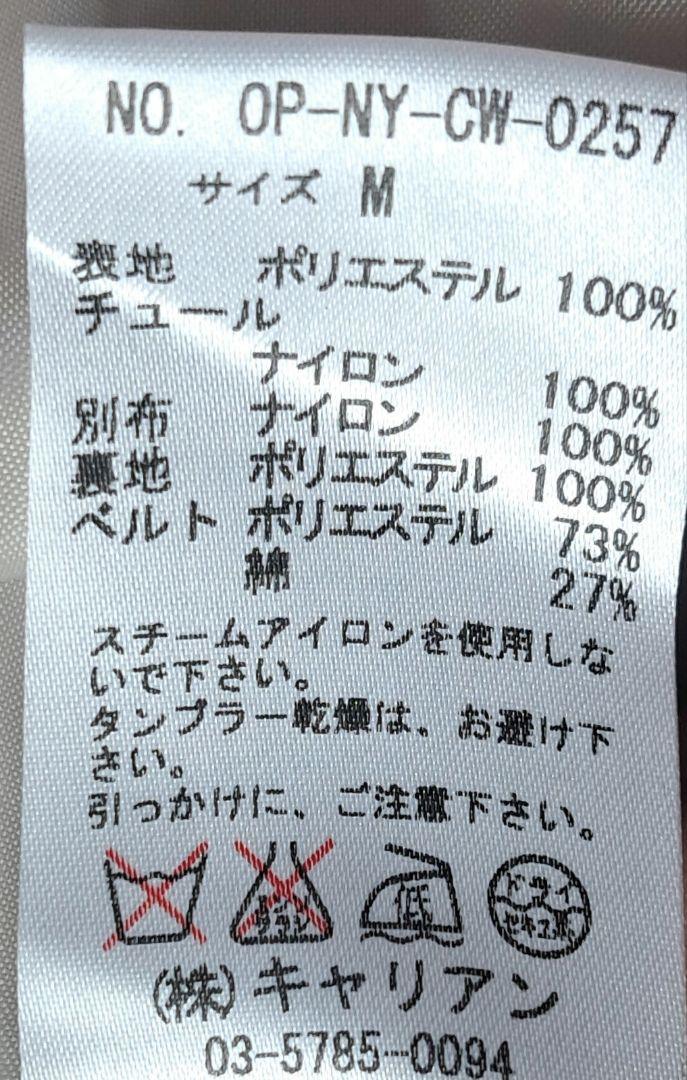 NO. OP-NY-CW-0257
サイズ M
表地 ポリエステル 100%
チュール
ナイロン 100%
別布 ナイロン 100%
裏地 ポリエステル 100%
ベルト ポリエステル 73%
綿 27%
スチームアイロンを使用しな
いで下さい。
タンブラー乾燥は、お避け下
さい。
引っかけに、ご注意下さい。
低 ドライ
セキユ系
(株)キャリアン
03-5785-0094